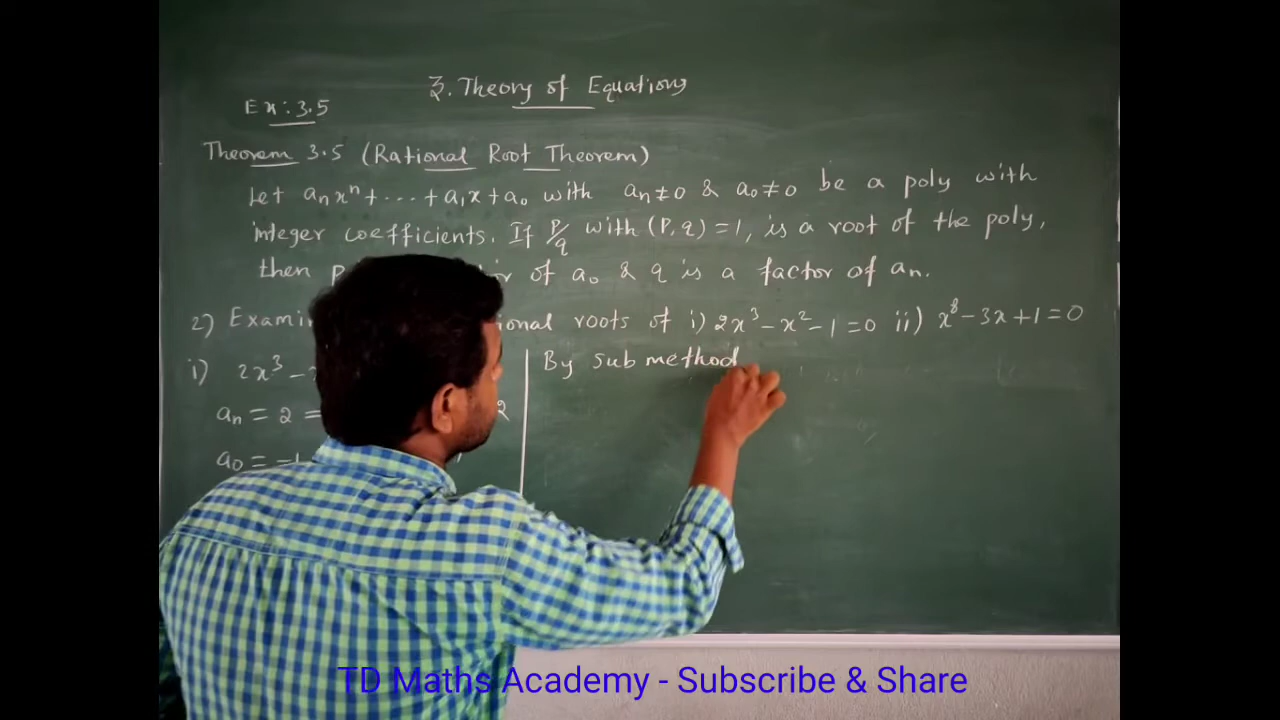 3. Theory of Equations
Ex: 3.5
Theorem 3.5 (Rational Root Theorem)
Let aₙxⁿ+...+a₁x+a₀ with aₙ≠0 & a₀≠0 be a poly with
integer coefficients. If P/q with (P,q)=1, is a root of the poly,
then of a₀ & q is a factor of aₙ.
2) roots of i) 2x³-x²-1=0 ii) x⁸-3x+1=0
i) 2x³-
aₙ = 2 = 2
a₀ = -1
By sub method
TD Maths Academy - Subscribe & Share